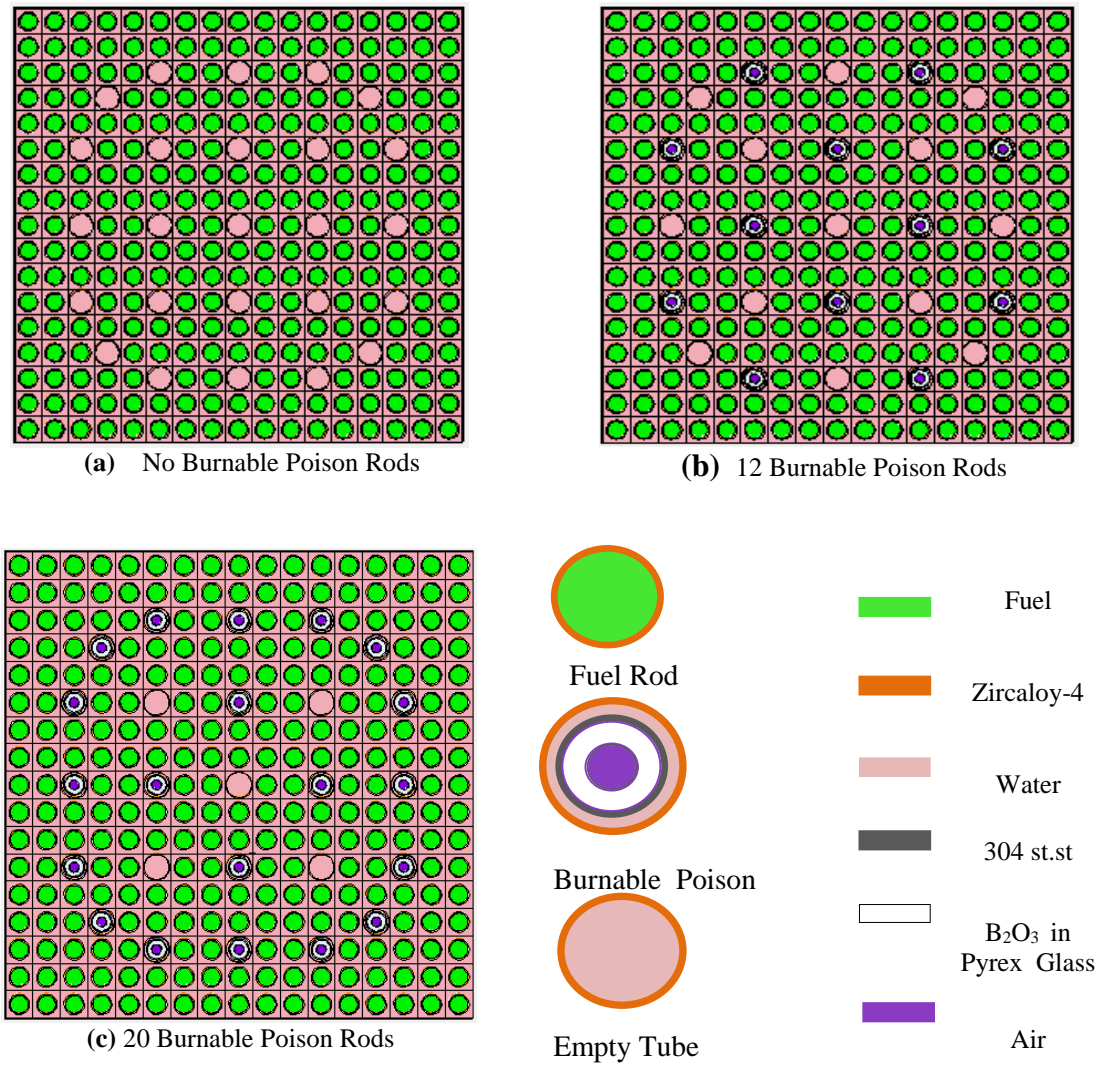 (a) No Burnable Poison Rods
(b) 12 Burnable Poison Rods
(c) 20 Burnable Poison Rods
Fuel Rod
Burnable Poison
Empty Tube
Fuel
Zircaloy-4
Water
304 st.st
B₂O₃ in
Pyrex Glass
Air